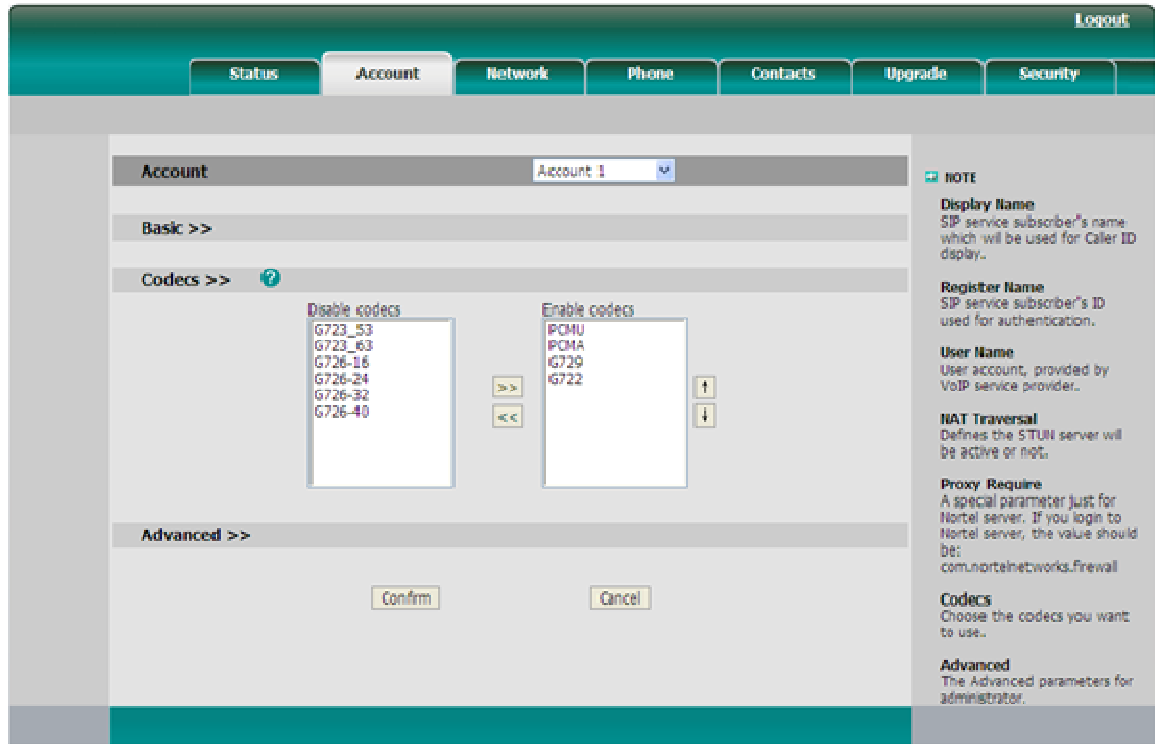 Logout
Status Account Network Phone Contacts Upgrade Security
Account Account 1
Basic >>
Codecs >> ?
Disable codecs
G723_53
G723_63
G726-16
G726-24
G726-32
G726-40
>>
<<
Enable codecs
PCMU
PCMA
G729
G722
↑
↓
Advanced >>
Confirm Cancel
NOTE
Display Name
SIP service subscriber's name
which will be used for Caller ID
display.
Register Name
SIP service subscriber's ID
used for authentication.
User Name
User account, provided by
VoIP service provider.
NAT Traversal
Defines the STUN server will
be active or not.
Proxy Require
A special parameter just for
Nortel server. If you login to
Nortel server, the value should
be:
com.nortelnetworks.firewall
Codecs
Choose the codecs you want
to use.
Advanced
The Advanced parameters for
administrator.